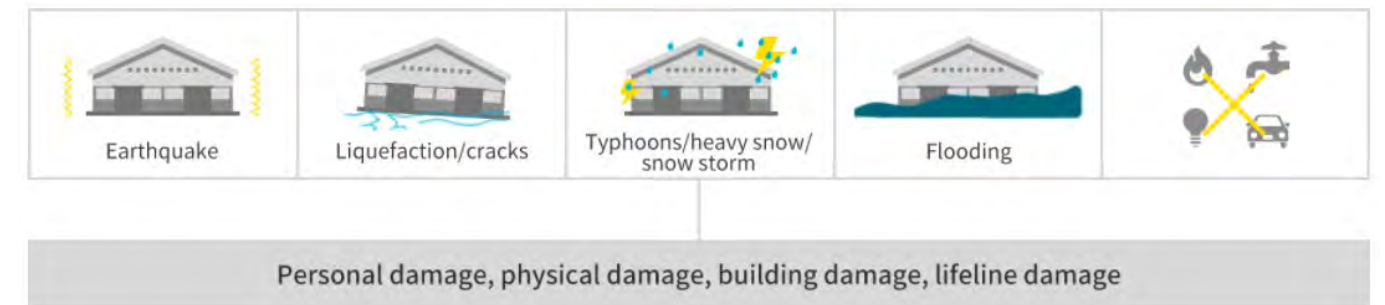 Earthquake
Liquefaction/cracks
Typhoons/heavy snow/
snow storm
Flooding
Personal damage, physical damage, building damage, lifeline damage